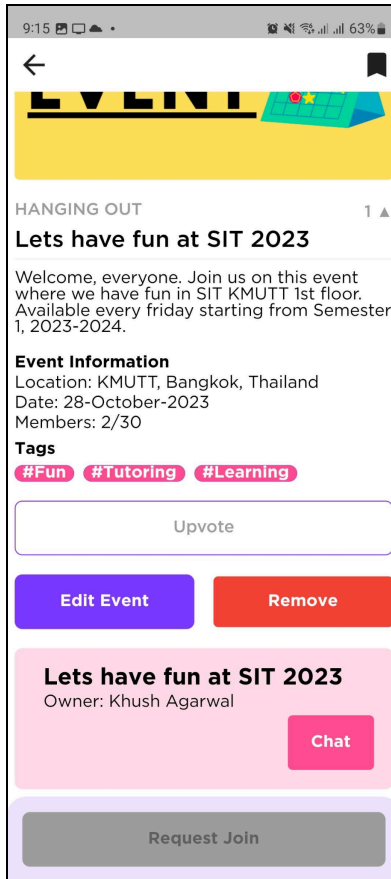 9:15
63%
EVENT
HANGING OUT
1 ▲
Lets have fun at SIT 2023
Welcome, everyone. Join us on this event
where we have fun in SIT KMUTT 1st floor.
Available every friday starting from Semester
1, 2023-2024.
Event Information
Location: KMUTT, Bangkok, Thailand
Date: 28-October-2023
Members: 2/30
Tags
#Fun #Tutoring #Learning
Upvote
Edit Event
Remove
Lets have fun at SIT 2023
Owner: Khush Agarwal
Chat
Request Join